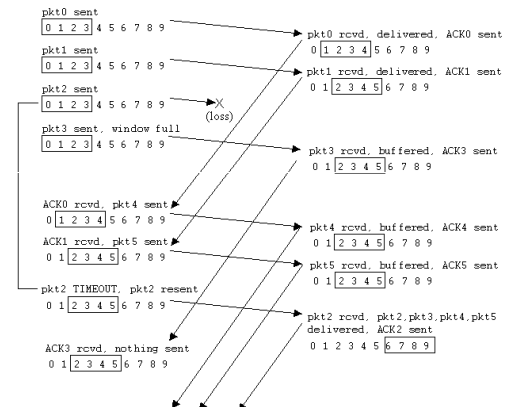 pkt0 sent
0 1 2 3 4 5 6 7 8 9
pkt1 sent
0 1 2 3 4 5 6 7 8 9
pkt2 sent
0 1 2 3 4 5 6 7 8 9
(loss)
pkt3 sent, window full
0 1 2 3 4 5 6 7 8 9
ACK0 rcvd, pkt4 sent
0 1 2 3 4 5 6 7 8 9
ACK1 rcvd, pkt5 sent
0 1 2 3 4 5 6 7 8 9
pkt2 TIMEOUT, pkt2 resent
0 1 2 3 4 5 6 7 8 9
ACK3 rcvd, nothing sent
0 1 2 3 4 5 6 7 8 9
pkt0 rcvd, delivered, ACK0 sent
0 1 2 3 4 5 6 7 8 9
pkt1 rcvd, delivered, ACK1 sent
0 1 2 3 4 5 6 7 8 9
pkt3 rcvd, buffered, ACK3 sent
0 1 2 3 4 5 6 7 8 9
pkt4 rcvd, buffered, ACK4 sent
0 1 2 3 4 5 6 7 8 9
pkt5 rcvd, buffered, ACK5 sent
0 1 2 3 4 5 6 7 8 9
pkt2 rcvd, pkt2,pkt3,pkt4,pkt5
delivered, ACK2 sent
0 1 2 3 4 5 6 7 8 9